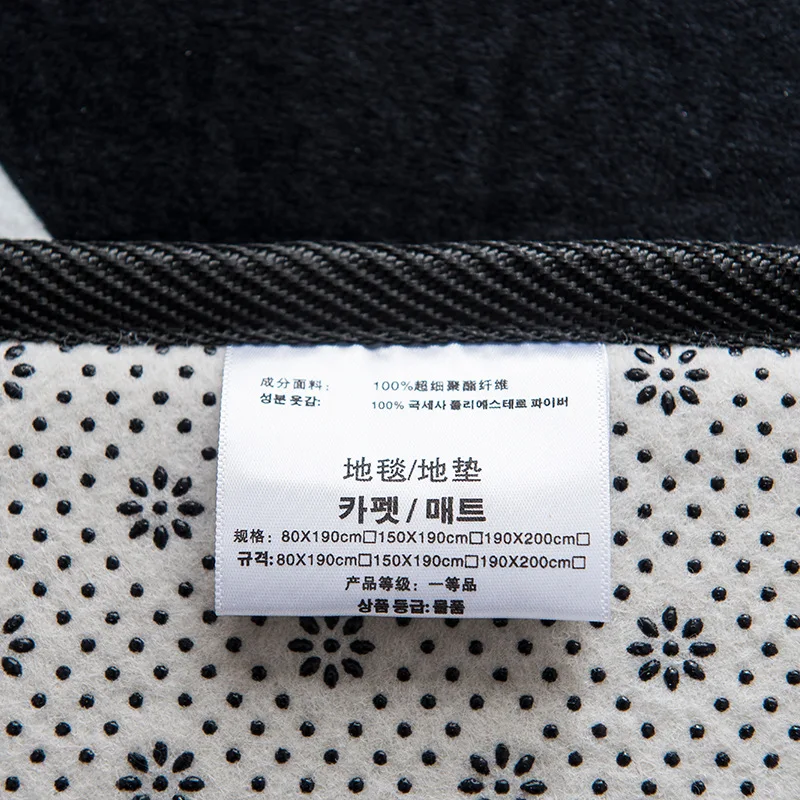 成分面料: 100%超细聚酯纤维
성분 옷감: 100% 극세사 폴리에스테르 파이버
地毯/地垫
카펫/매트
规格: 80X190cm□150X190cm□190X200cm□
규격:80X190cm□150X190cm□190X200cm□
产品等级: 一等品
상품 등급:물품